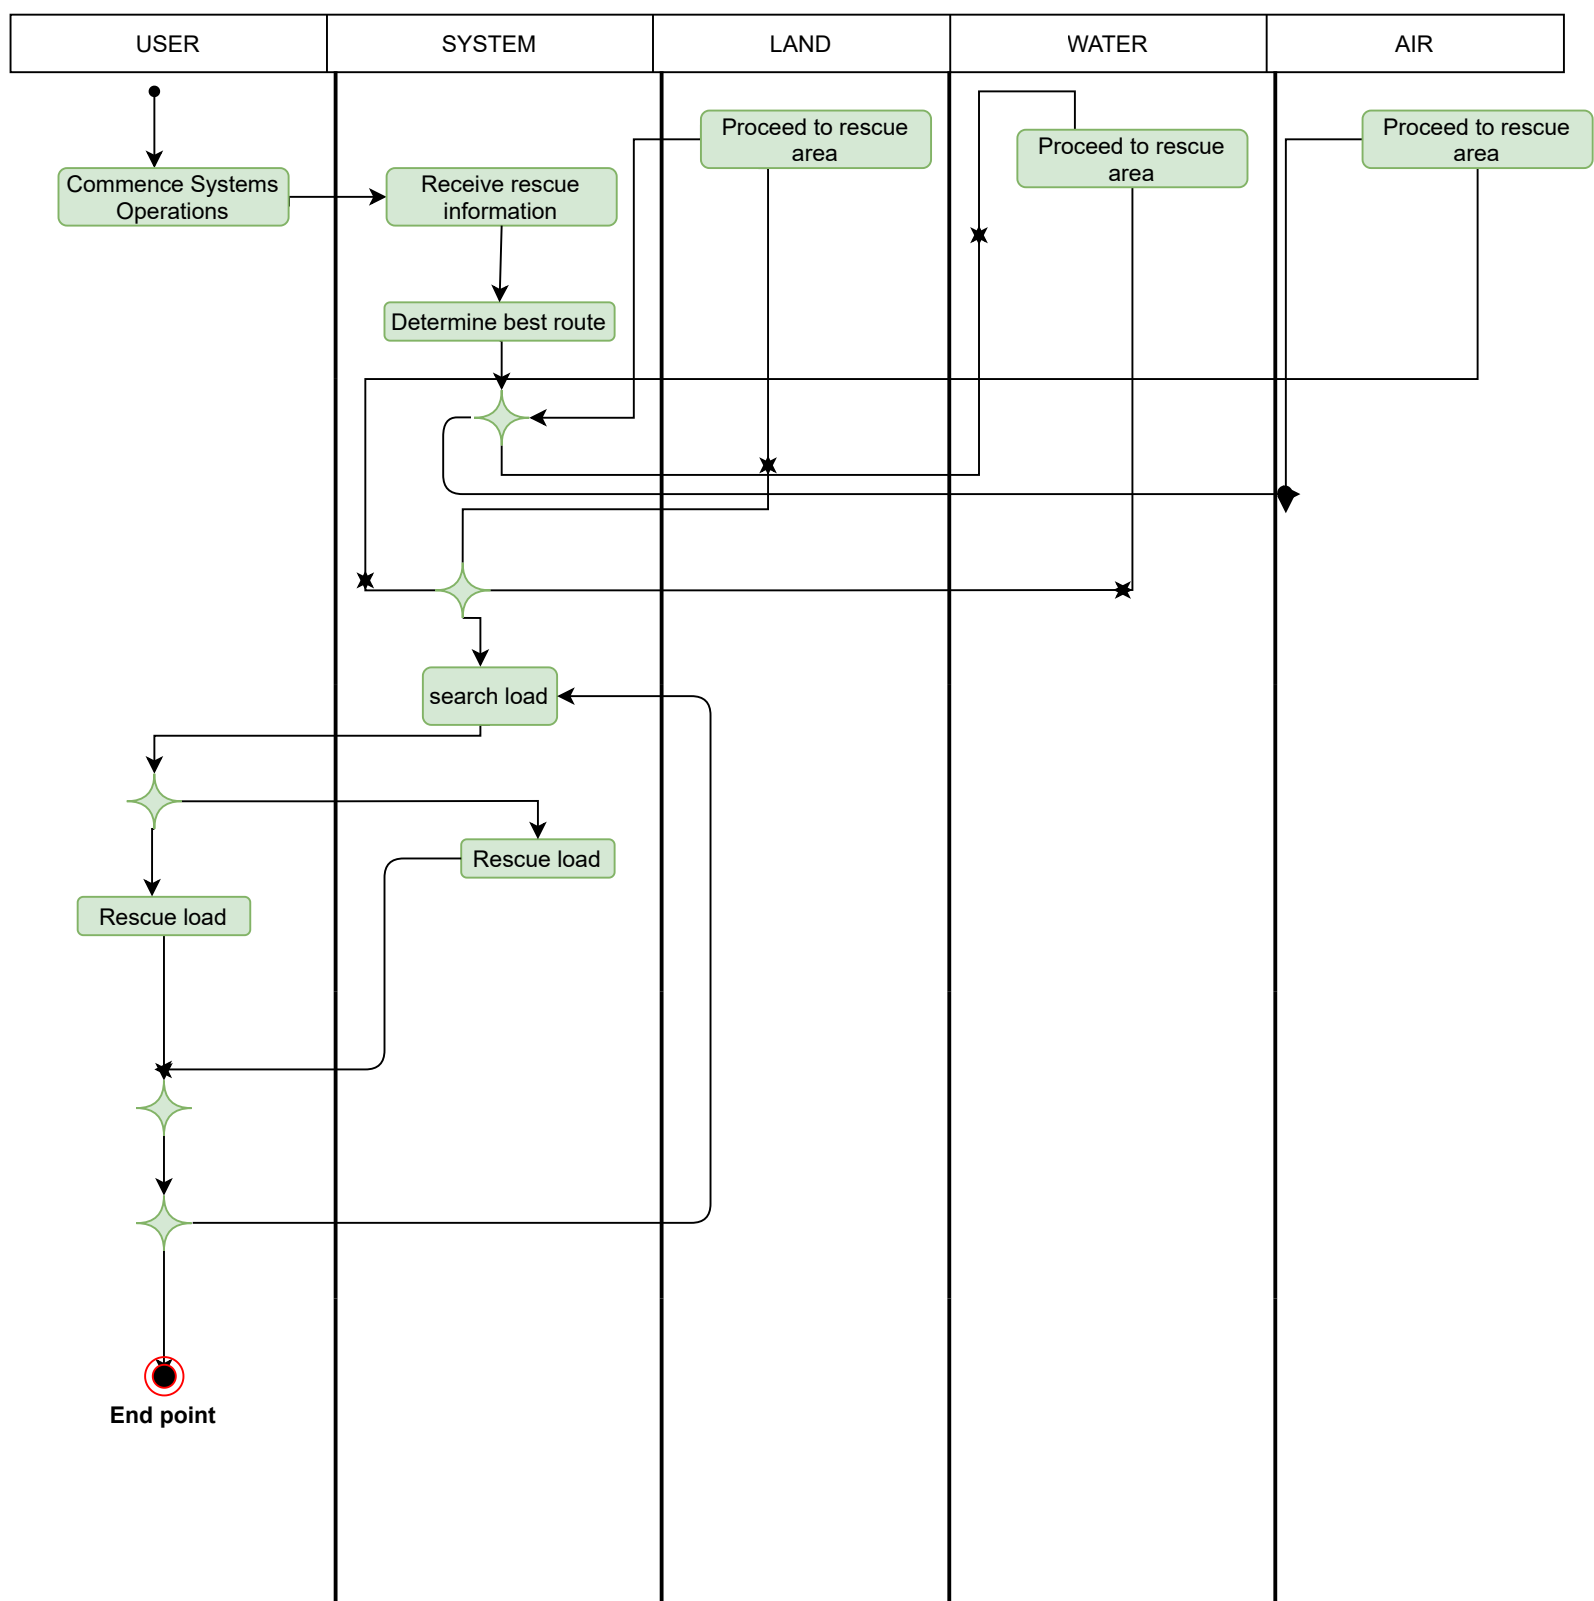 USER
SYSTEM
LAND
WATER
AIR
Proceed to rescue
area
Proceed to rescue
area
Proceed to rescue
area
Commence Systems
Operations
Receive rescue
information
Determine best route
search load
Rescue load
Rescue load
End point